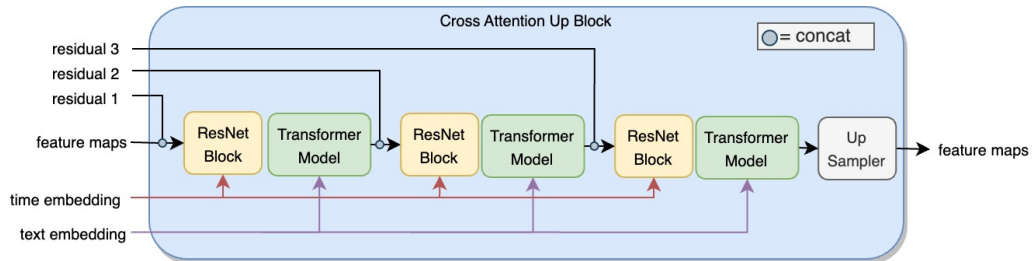 Cross Attention Up Block
= concat
residual 3
residual 2
residual 1
feature maps
ResNet
Block
Transformer
Model
ResNet
Block
Transformer
Model
ResNet
Block
Transformer
Model
Up
Sampler
feature maps
time embedding
text embedding